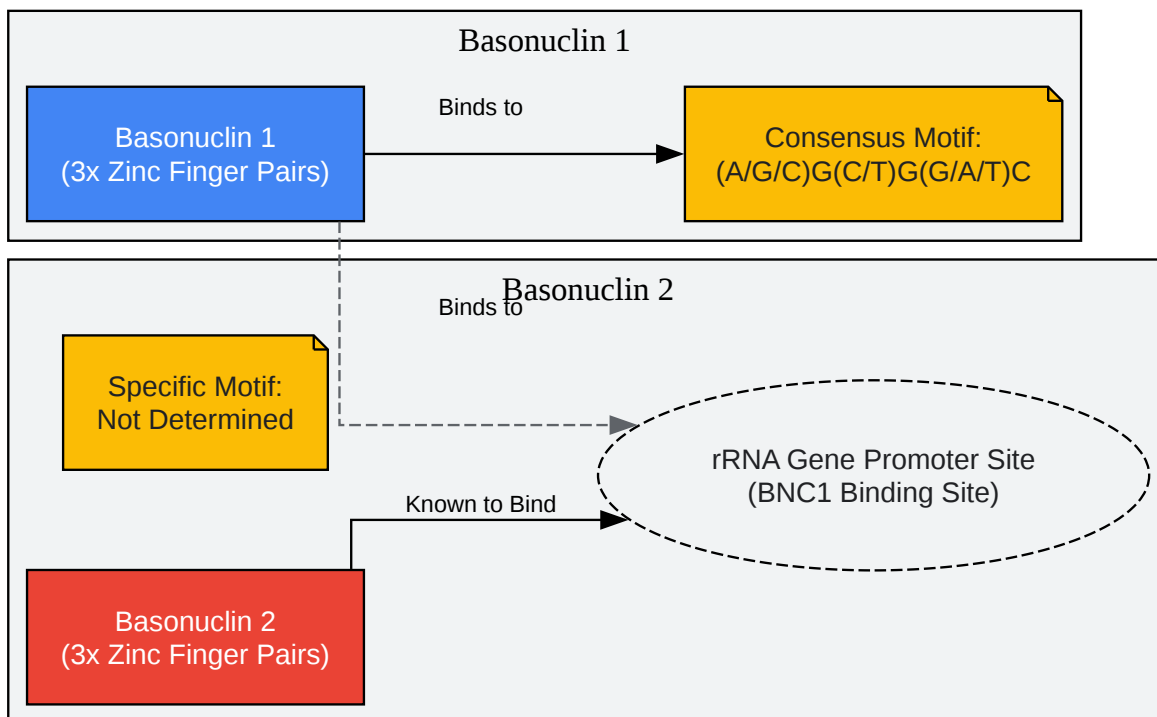 Basonuclin 1
Binds to
Basonuclin 1
(3x Zinc Finger Pairs)
Consensus Motif:
(A/G/C)G(C/T)G(G/A/T)C
Basonuclin 2
Binds to
Specific Motif:
Not Determined
rRNA Gene Promoter Site
(BNC1 Binding Site)
Known to Bind
Basonuclin 2
(3x Zinc Finger Pairs)